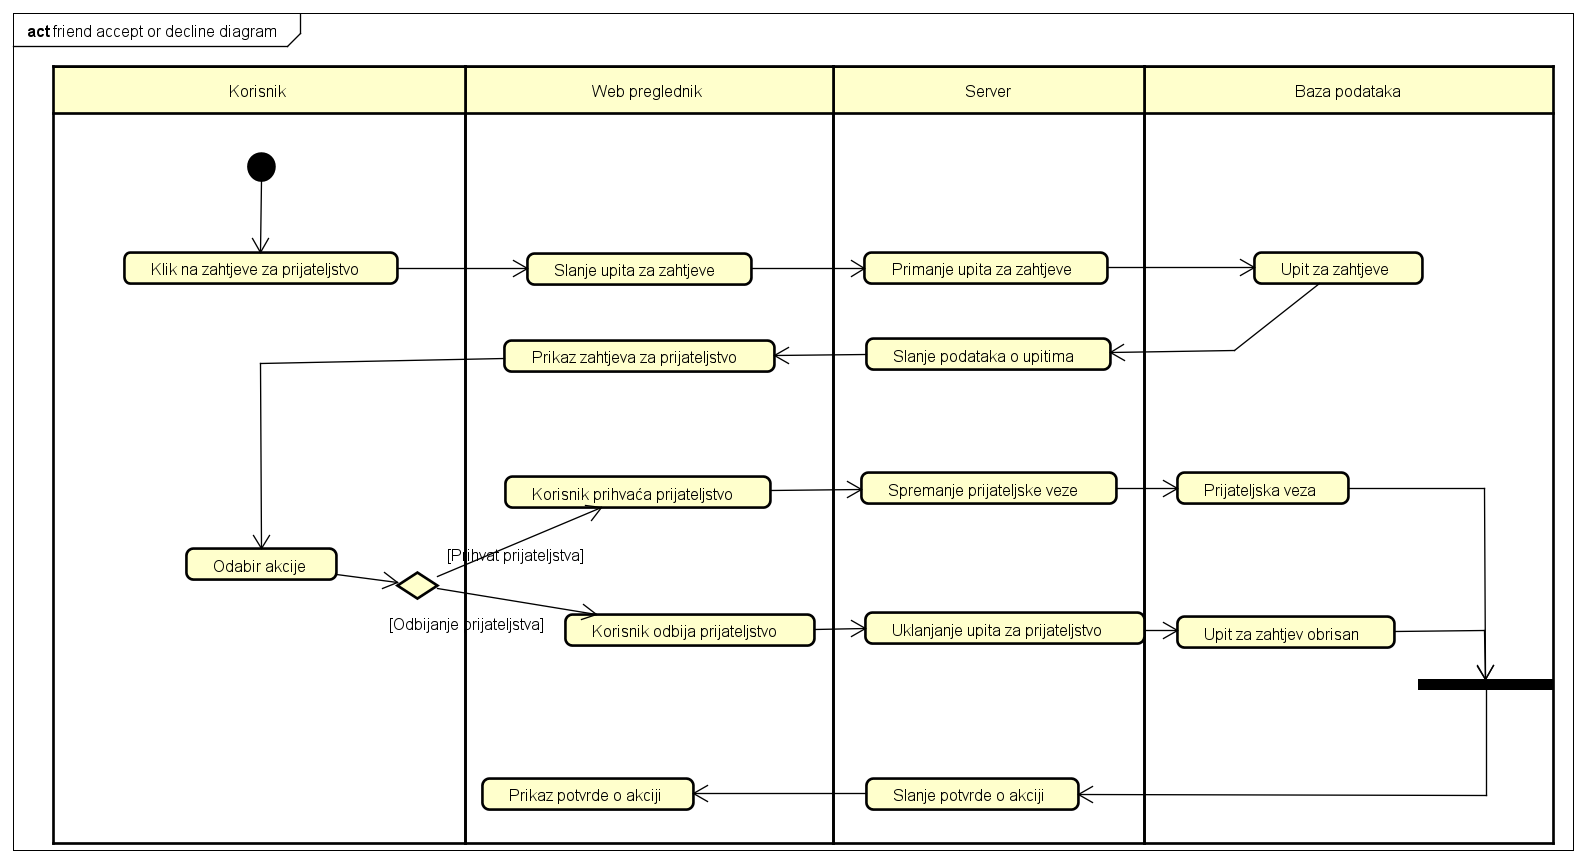 act friend accept or decline diagram
Korisnik
Web preglednik
Server
Baza podataka
Klik na zahtjeve za prijateljstvo
Slanje upita za zahtjeve
Primanje upita za zahtjeve
Upit za zahtjeve
Prikaz zahtjeva za prijateljstvo
Slanje podataka o upitima
Korisnik prihvaća prijateljstvo
Spremanje prijateljske veze
Prijateljska veza
[Prihvat prijateljstva]
Odabir akcije
[Odbijanje prijateljstva]
Korisnik odbija prijateljstvo
Uklanjanje upita za prijateljstvo
Upit za zahtjev obrisan
Prikaz potvrde o akciji
Slanje potvrde o akciji